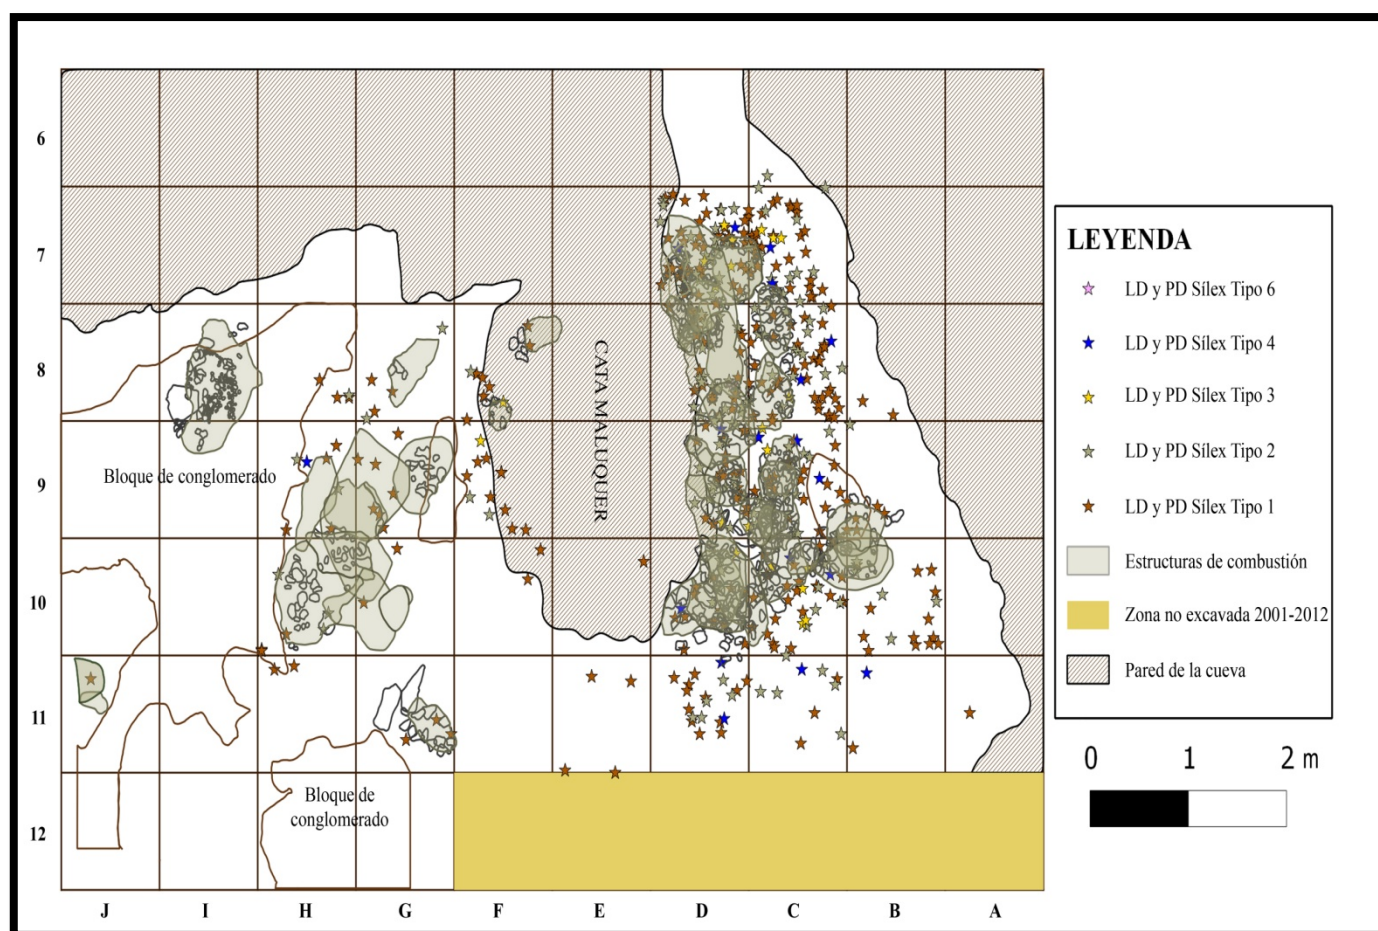 6
7
8
9
10
11
12
J
I
H
G
F
E
D
C
B
A
Bloque de conglomerado
Bloque de
conglomerado
CATA MALUQUER
LEYENDA
LD y PD Sílex Tipo 6
LD y PD Sílex Tipo 4
LD y PD Sílex Tipo 3
LD y PD Sílex Tipo 2
LD y PD Sílex Tipo 1
Estructuras de combustión
Zona no excavada 2001-2012
Pared de la cueva
0 1 2 m